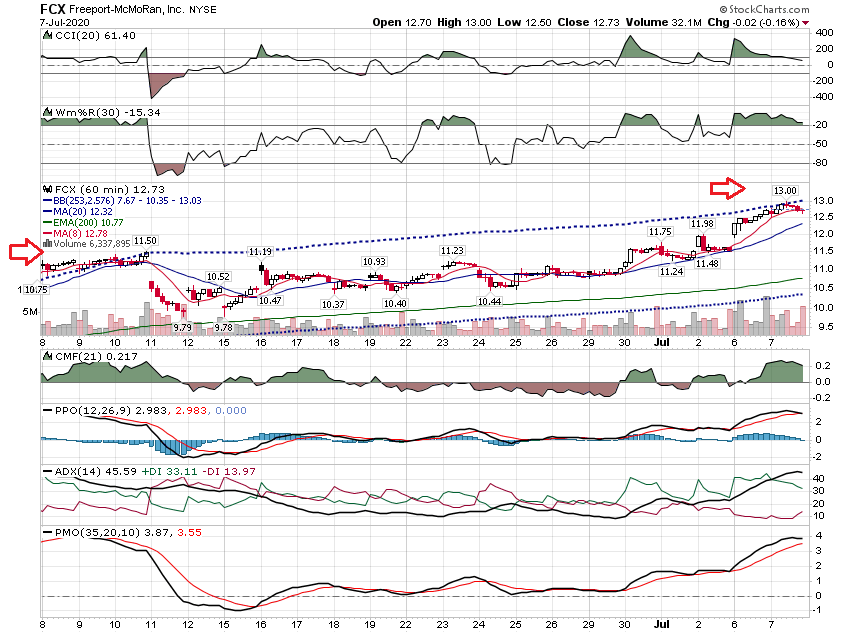 FCX Freeport-McMoRan, Inc. NYSE © StockCharts.com
7-Jul-2020 Open 12.70 High 13.00 Low 12.50 Close 12.73 Volume 32.1M Chg -0.02 (-0.16%)
CCI(20) 61.40
400
200
0
-200
-400
Wm%R(30) -15.34
-20
-50
-80
FCX (60 min) 12.73
BB(253,2.576) 7.67 - 10.35 - 13.03
MA(20) 12.32
EMA(200) 10.77
MA(8) 12.78
Volume 6,337,895
13.00
11.98
11.75
11.50
11.19
10.93
11.23
10.52
11.24
11.48
10.75
10.47
10.37
10.40
10.44
9.79
9.78
5M
13.0
12.5
12.0
11.5
11.0
10.5
10.0
9.5
8 9 10 11 12 15 16 17 18 19 22 23 24 25 26 29 30 Jul 2 6 7
CMF(21) 0.217
0.2
0.0
-0.2
PPO(12,26,9) 2.983, 2.983, 0.000
2
0
-2
ADX(14) 45.59 +DI 33.11 -DI 13.97
40
30
20
10
PMO(35,20,10) 3.87, 3.55
4
3
2
1
0
-1
8 9 10 11 12 15 16 17 18 19 22 23 24 25 26 29 30 Jul 2 6 7